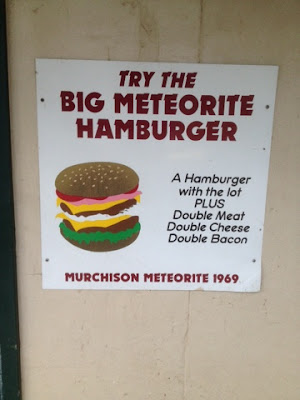 TRY THE
BIG METEORITE
HAMBURGER
A Hamburger
with the lot
PLUS
Double Meat
Double Cheese
Double Bacon
MURCHISON METEORITE 1969